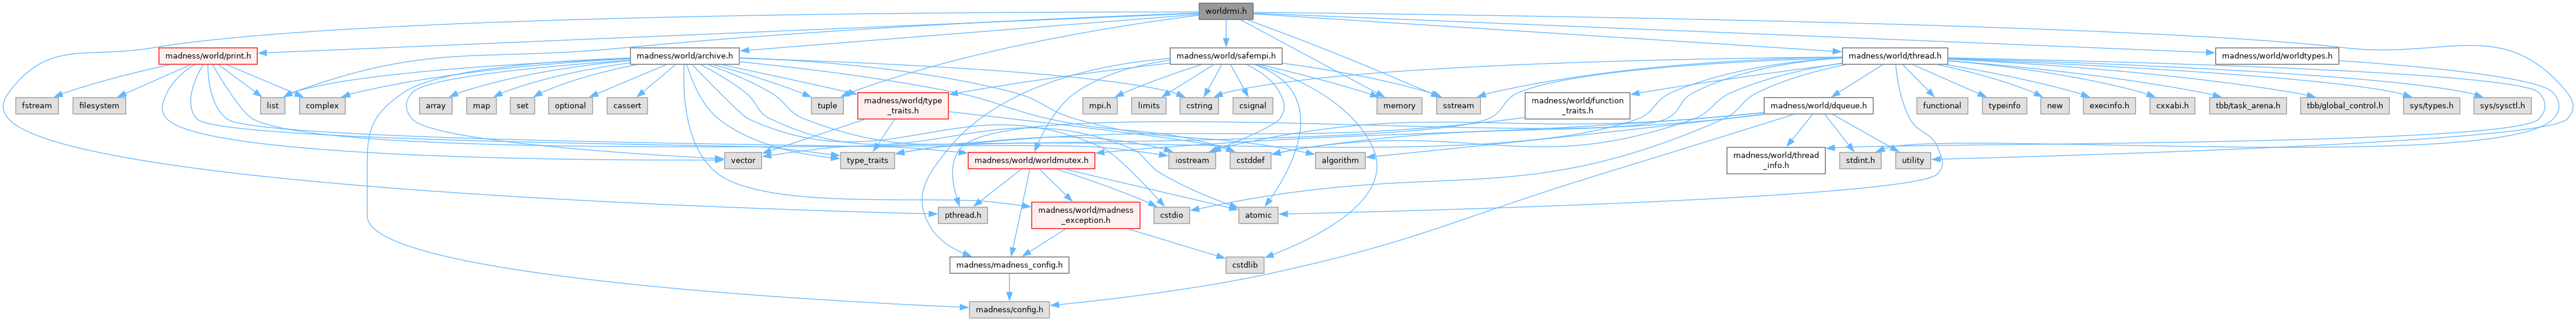 worldrmi.h
madness/world/print.h
madness/world/archive.h
madness/world/safempi.h
madness/world/thread.h
madness/world/worldtypes.h
fstream
filesystem
list
complex
array
map
set
optional
cassert
tuple
madness/world/type
_traits.h
mpi.h
limits
cstring
csignal
memory
sstream
madness/world/function
_traits.h
madness/world/dqueue.h
functional
typeinfo
new
execinfo.h
cxxabi.h
tbb/task_arena.h
tbb/global_control.h
sys/types.h
sys/sysctl.h
vector
type_traits
madness/world/worldmutex.h
iostream
cstddef
algorithm
madness/world/thread
_info.h
stdint.h
utility
pthread.h
madness/world/madness
_exception.h
cstdio
atomic
madness/madness_config.h
cstdlib
madness/config.h